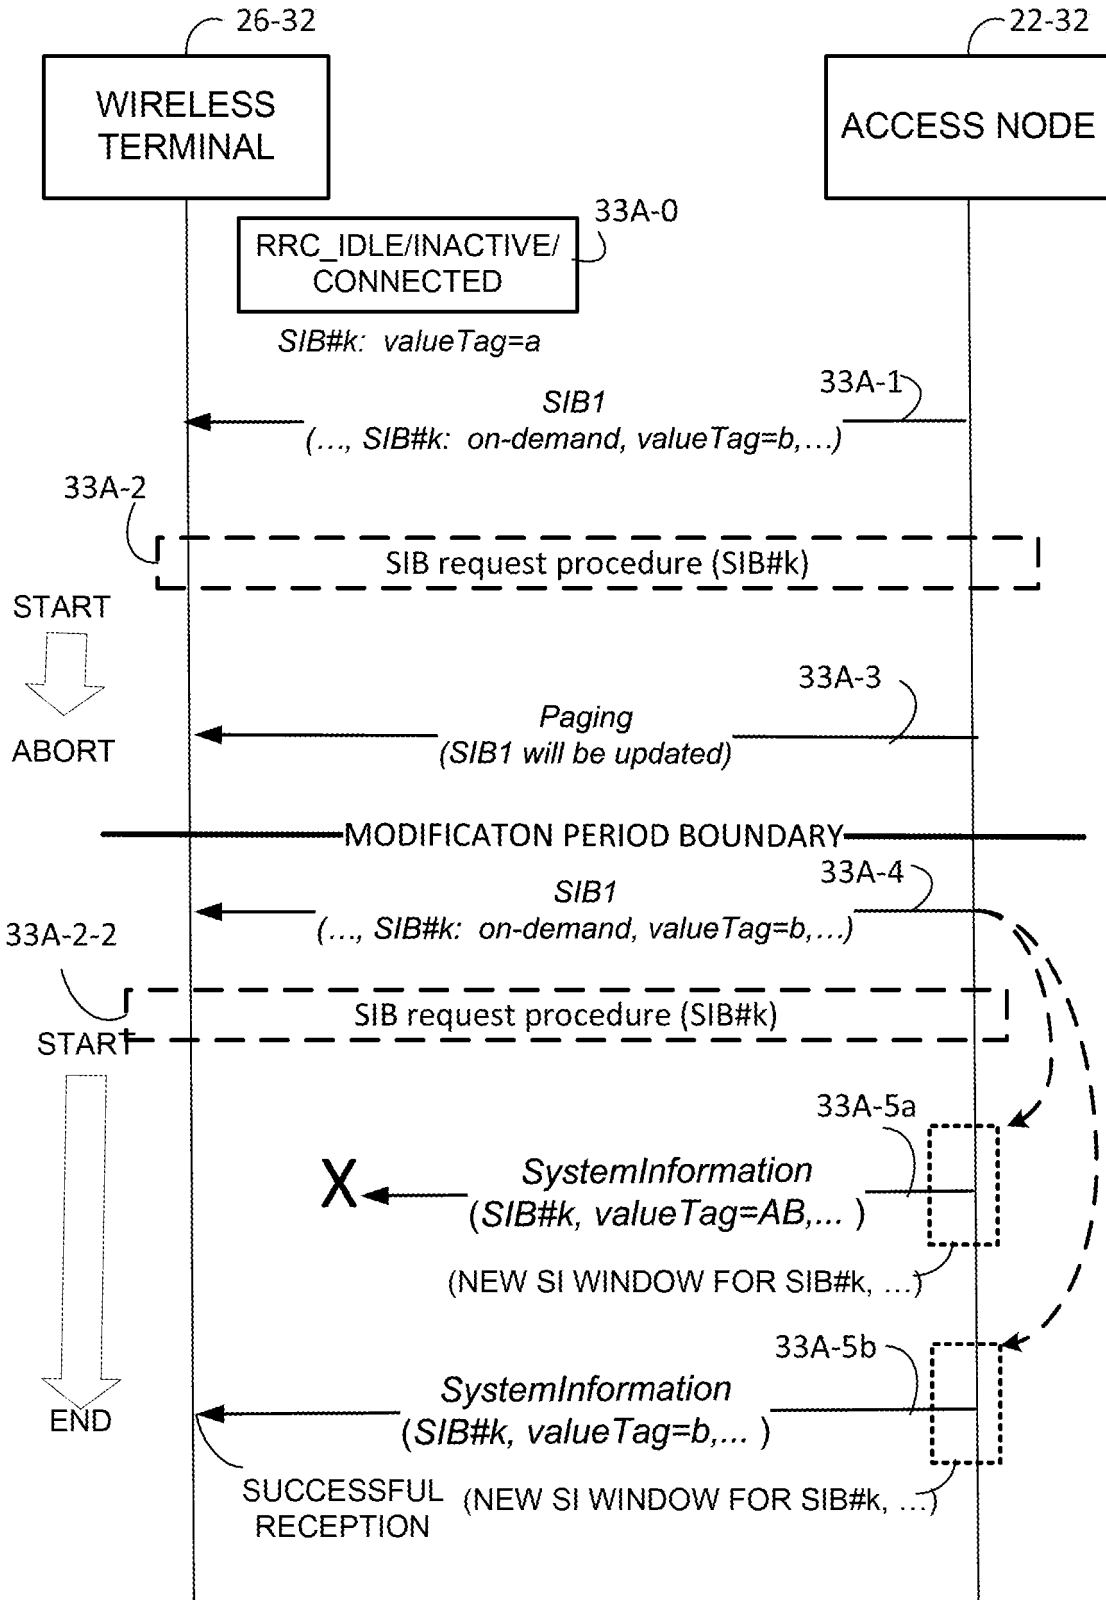 26-32
22-32
WIRELESS
TERMINAL
ACCESS NODE
33A-0
RRC_IDLE/INACTIVE/
CONNECTED
SIB#k: valueTag=a
33A-1
SIB1
(..., SIB#k: on-demand, valueTag=b,...)
33A-2
SIB request procedure (SIB#k)
START
33A-3
Paging
(SIB1 will be updated)
ABORT
MODIFICATON PERIOD BOUNDARY
33A-4
SIB1
(..., SIB#k: on-demand, valueTag=b,...)
33A-2-2
SIB request procedure (SIB#k)
START
33A-5a
X
SystemInformation
(SIB#k, valueTag=AB,... )
(NEW SI WINDOW FOR SIB#k, ...)
33A-5b
SystemInformation
(SIB#k, valueTag=b,... )
END
SUCCESSFUL
RECEPTION
(NEW SI WINDOW FOR SIB#k, ...)